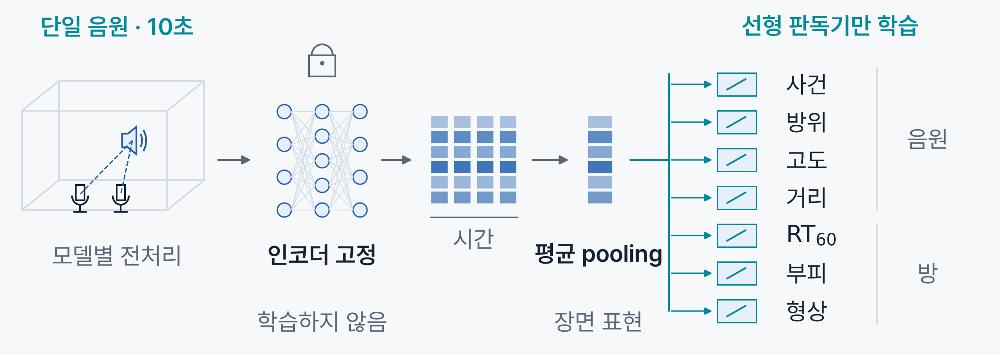 단일 음원 · 10초
선형 판독기만 학습
사건
방위
고도
거리
RT60
부피
형상
음원
방
시간
모델별 전처리
인코더 고정
평균 pooling
학습하지 않음
장면 표현